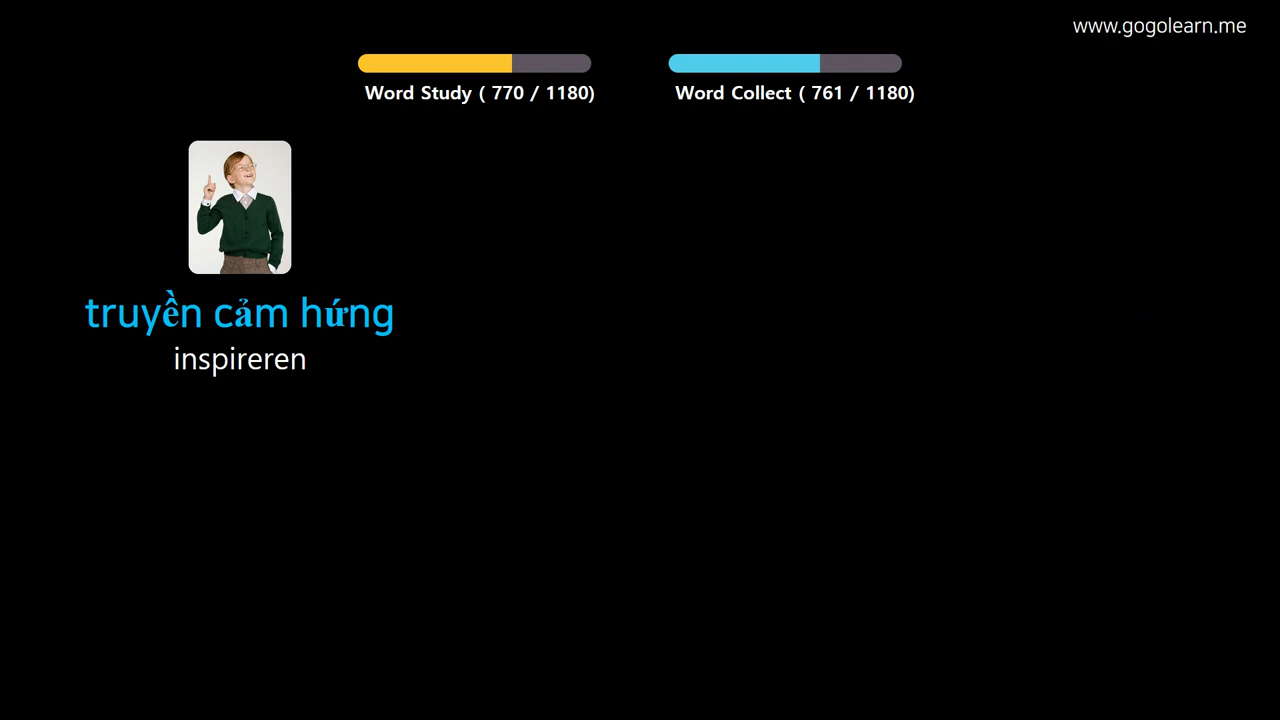 www.gogolearn.me
Word Study ( 770 / 1180)
Word Collect ( 761 / 1180)
truyền cảm hứng
inspireren